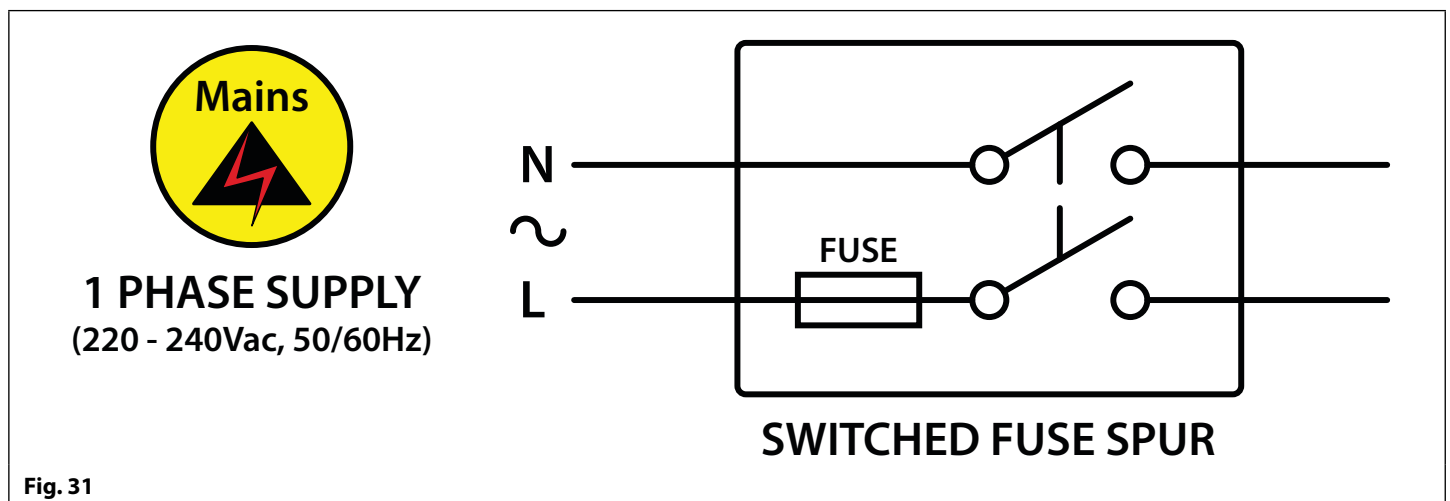 Mains
1 PHASE SUPPLY
(220 - 240Vac, 50/60Hz)
N
L
FUSE
SWITCHED FUSE SPUR
Fig. 31